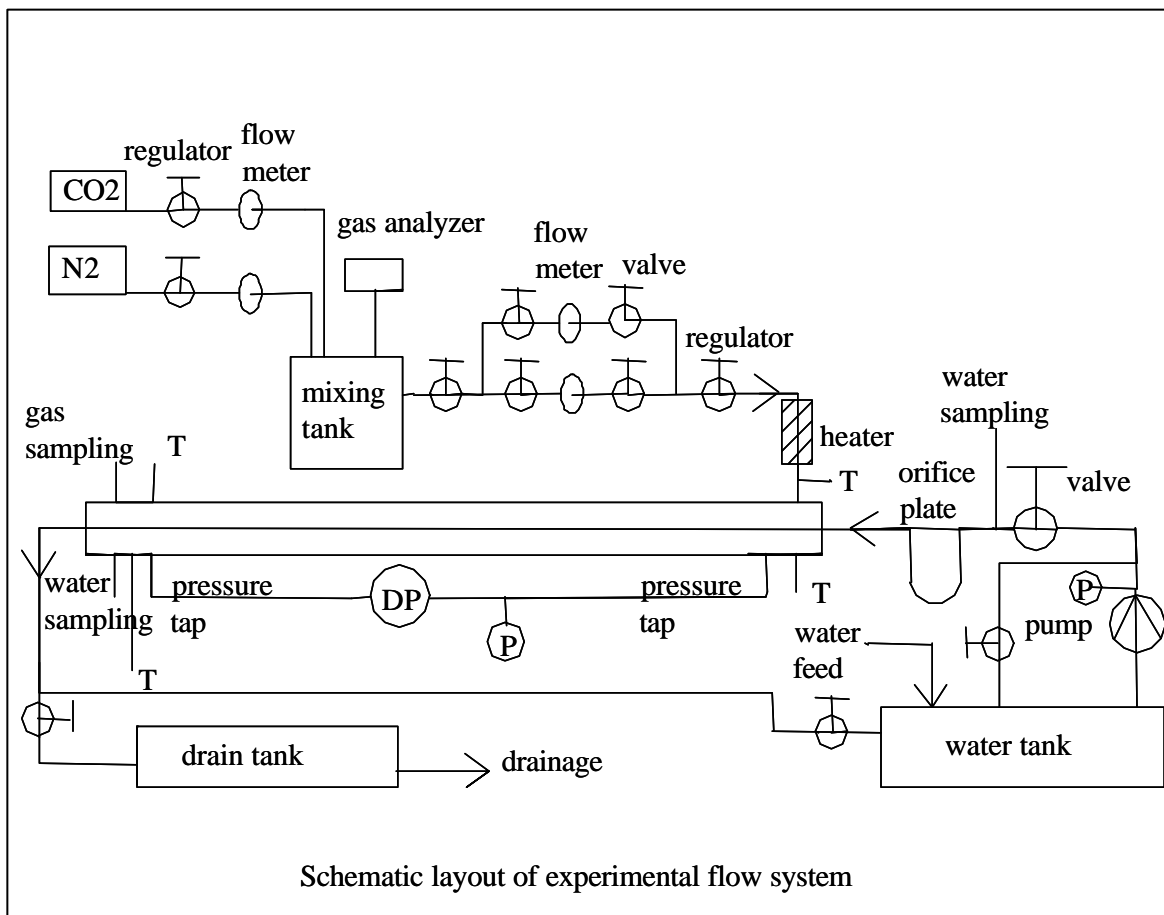 flow
regulator
meter
CO2
gas analyzer
N2
flow
meter
valve
regulator
mixing
tank
gas
sampling
T
heater
T
water
sampling
orifice
plate
valve
water
sampling
pressure
tap
DP
P
pressure
tap
T
T
P
pump
water
feed
drain tank
drainage
water tank
Schematic layout of experimental flow system